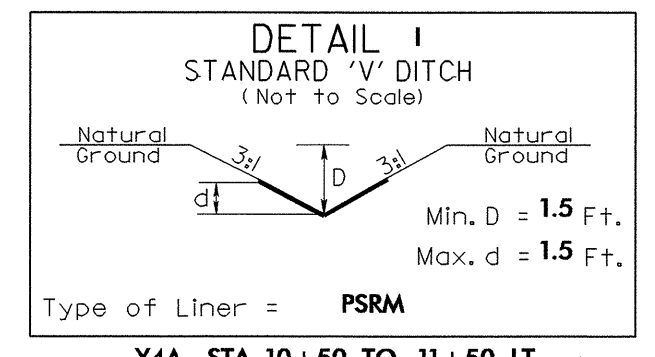 DETAIL 1
STANDARD 'V' DITCH
(Not to Scale)
Natural
Ground
3:1
D
3:1
Natural
Ground
d
Min. D = 1.5 Ft.
Max. d = 1.5 Ft.
Type of Liner = PSRM